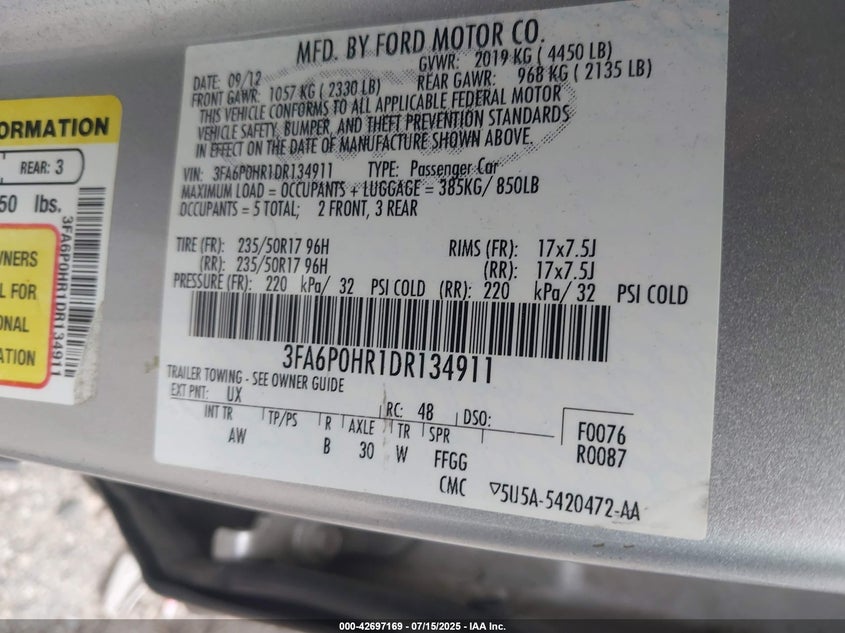 MFD. BY FORD MOTOR CO.
DATE: 09/12 GVWR: 2019 KG ( 4450 LB)
FRONT GAWR: 1057 KG ( 2330 LB) REAR GAWR: 968 KG ( 2135 LB)
THIS VEHICLE CONFORMS TO ALL APPLICABLE FEDERAL MOTOR
VEHICLE SAFETY, BUMPER, AND THEFT PREVENTION STANDARDS
IN EFFECT ON THE DATE OF MANUFACTURE SHOWN ABOVE.
VIN: 3FA6P0HR1DR134911 TYPE: Passenger Car
MAXIMUM LOAD = OCCUPANTS + LUGGAGE = 385KG/ 850LB
OCCUPANTS = 5 TOTAL; 2 FRONT, 3 REAR
TIRE (FR): 235/50R17 96H RIMS (FR): 17x7.5J
(RR): 235/50R17 96H (RR): 17x7.5J
PRESSURE (FR): 220 kPa/ 32 PSI COLD (RR): 220 kPa/ 32 PSI COLD
3FA6P0HR1DR134911
TRAILER TOWING - SEE OWNER GUIDE
EXT PNT: UX RC: 48 DSO:
INT TR TP/PS R AXLE TR SPR
AW B 30 W FFGG
F0076
R0087
CMC ▽5U5A-5420472-AA
ORMATION
REAR: 3
50 lbs.
WNERS
L FOR
ONAL
3FA6P0HR1DR134911
000-42697169 - 07/15/2025 - IAA Inc.